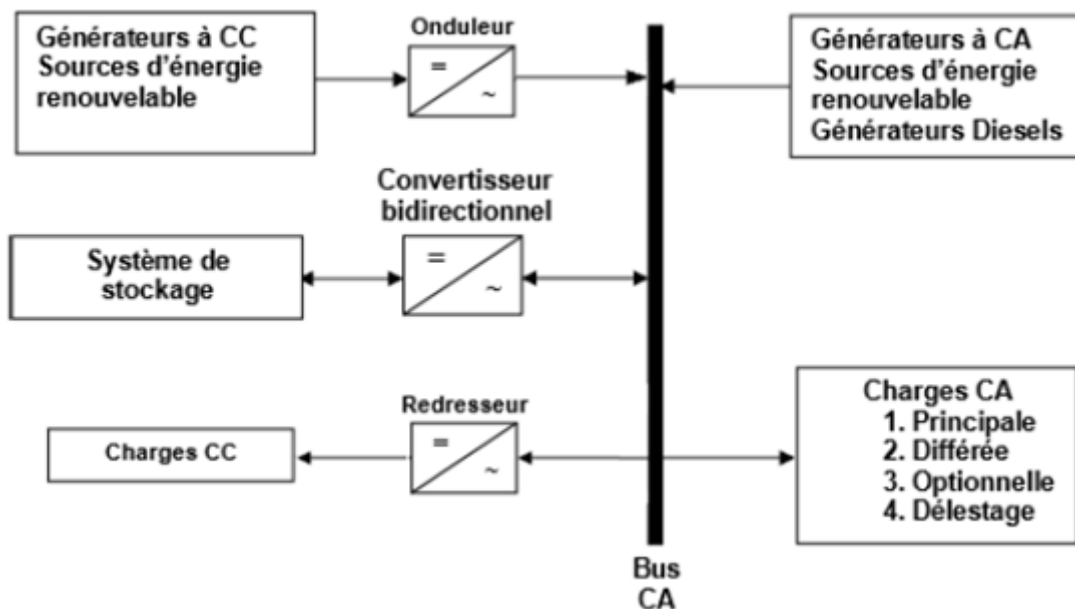 Générateurs à CC
Sources d'énergie
renouvelable
Onduleur
=
~
Générateurs à CA
Sources d'énergie
renouvelable
Générateurs Diesels
Convertisseur
bidirectionnel
=
~
Système de
stockage
Redresseur
=
~
Charges CC
Charges CA
1. Principale
2. Différée
3. Optionnelle
4. Délestage
Bus
CA